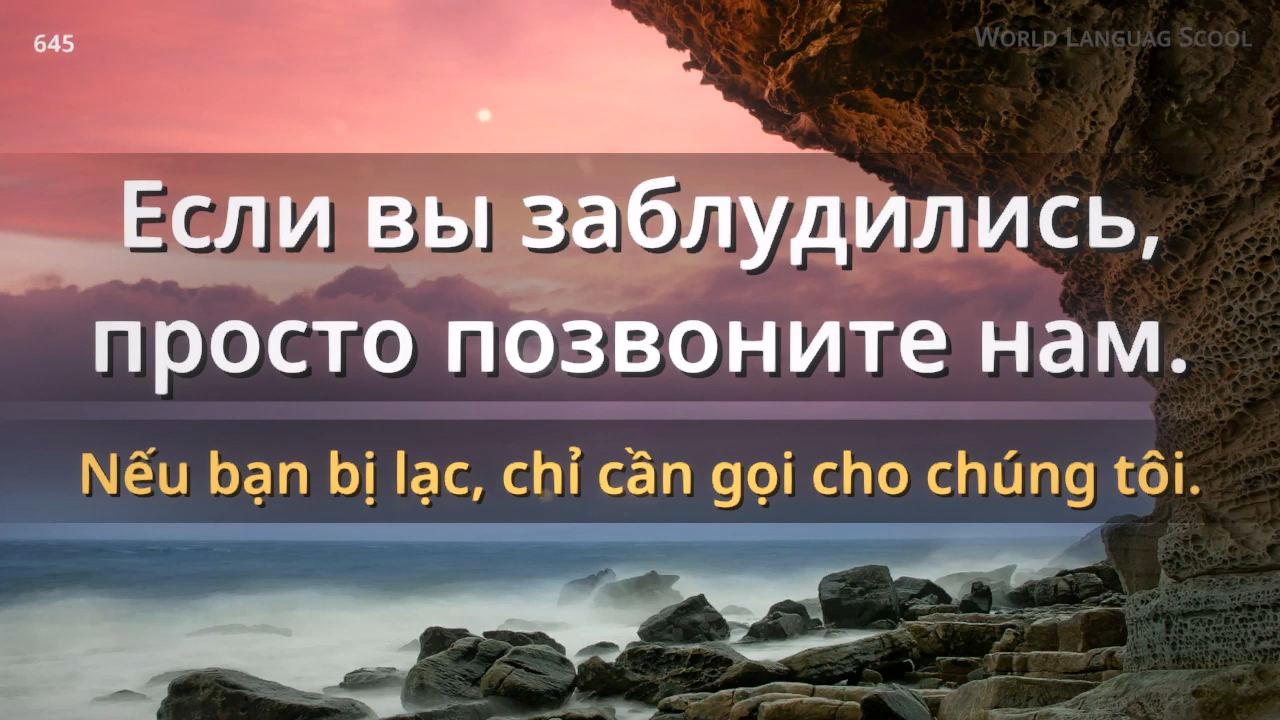 645
World Languag Scool
Если вы заблудились,
просто позвоните нам.
Nếu bạn bị lạc, chỉ cần gọi cho chúng tôi.